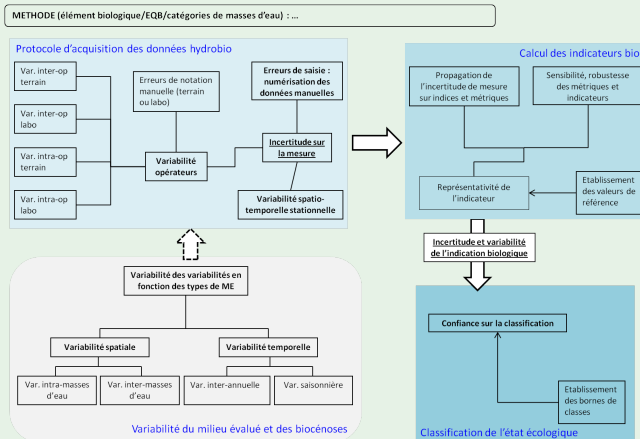 METHODE (élément biologique/EQB/catégories de masses d'eau) : ...
Protocole d'acquisition des données hydrobio
Var. inter-op
terrain
Var. inter-op
labo
Var. intra-op
terrain
Var. intra-op
labo
Erreurs de notation
manuelle (terrain
ou labo)
Variabilité
opérateurs
Erreurs de saisie :
numérisation des
données manuelles
Incertitude sur
la mesure
Variabilité spatio-
temporelle stationnelle
Calcul des indicateurs bio
Propagation de
l'incertitude de mesure
sur indices et métriques
Sensibilité, robustesse
des métriques et
indicateurs
Représentativité de
l'indicateur
Etablissement
des valeurs de
référence
Incertitude et variabilité
de l'indication biologique
Variabilité des variabilités en
fonction des types de ME
Variabilité spatiale
Variabilité temporelle
Var. intra-masses
d'eau
Var. inter-masses
d'eau
Var. inter-annuelle
Var. saisonnière
Variabilité du milieu évalué et des biocénoses
Confiance sur la classification
Etablissement
des bornes de
classes
Classification de l'état écologique